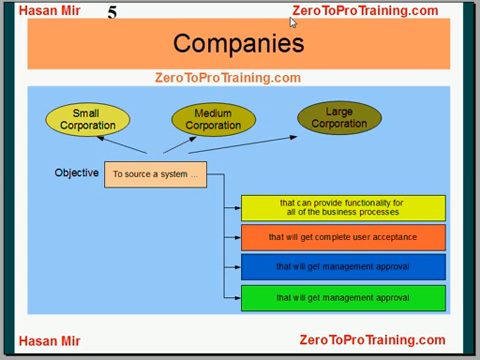 Hasan Mir
5
ZeroToProTraining.com
Companies
ZeroToProTraining.com
Small
Corporation
Medium
Corporation
Large
Corporation
Objective
To source a system ...
that can provide functionality for
all of the business processes
that will get complete user acceptance
that will get management approval
that will get management approval
Hasan Mir
ZeroToProTraining.com